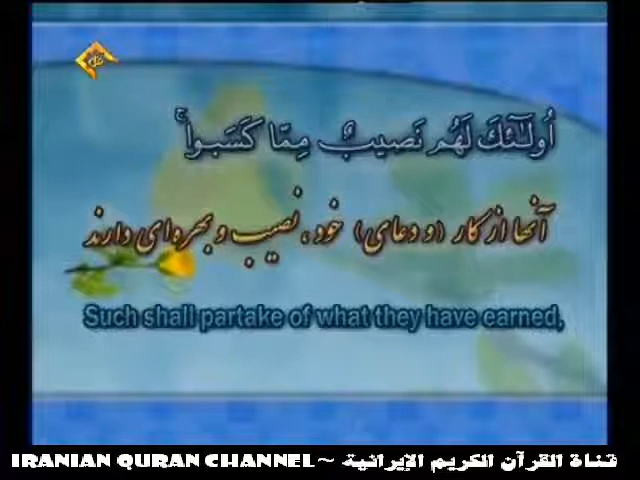 أُولَـٰٓئِكَ لَهُمْ نَصِيبٌ مِمَّا كَسَبُوا ۚ
آنها از کار (و دعای) خود، نصیب و بهره‌ای دارند
Such shall partake of what they have earned,
IRANIAN QURAN CHANNEL ~ قناة القرآن الكريم الإيرانية